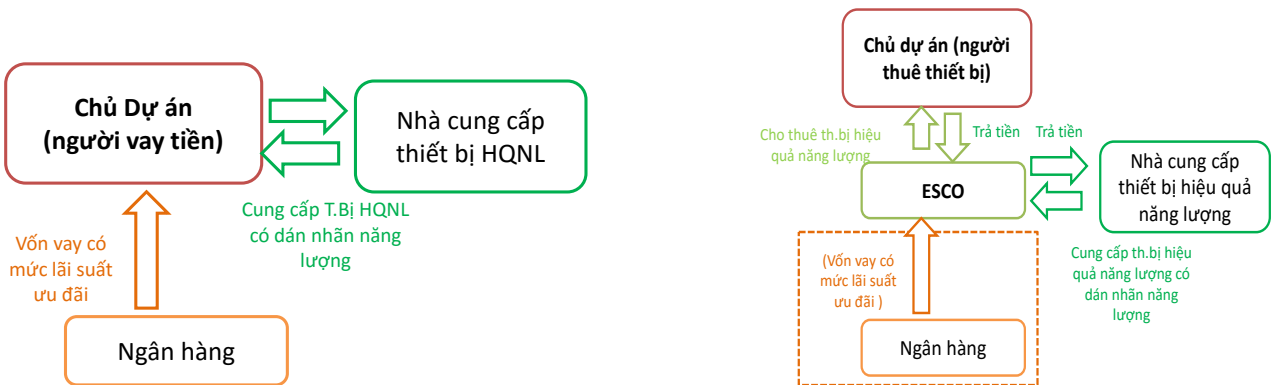 Chủ Dự án
(người vay tiền)
Nhà cung cấp
thiết bị HQNL
Cung cấp T.Bị HQNL
có dán nhãn năng
lượng
Vốn vay có
mức lãi suất
ưu đãi
Ngân hàng
Chủ dự án (người
thuê thiết bị)
Cho thuê th.bị hiệu
quả năng lượng
Trả tiền
Trả tiền
ESCO
Nhà cung cấp
thiết bị hiệu quả
năng lượng
Cung cấp th.bị hiệu
quả năng lượng có
dán nhãn năng
lượng
(Vốn vay có
mức lãi suất
ưu đãi )
Ngân hàng